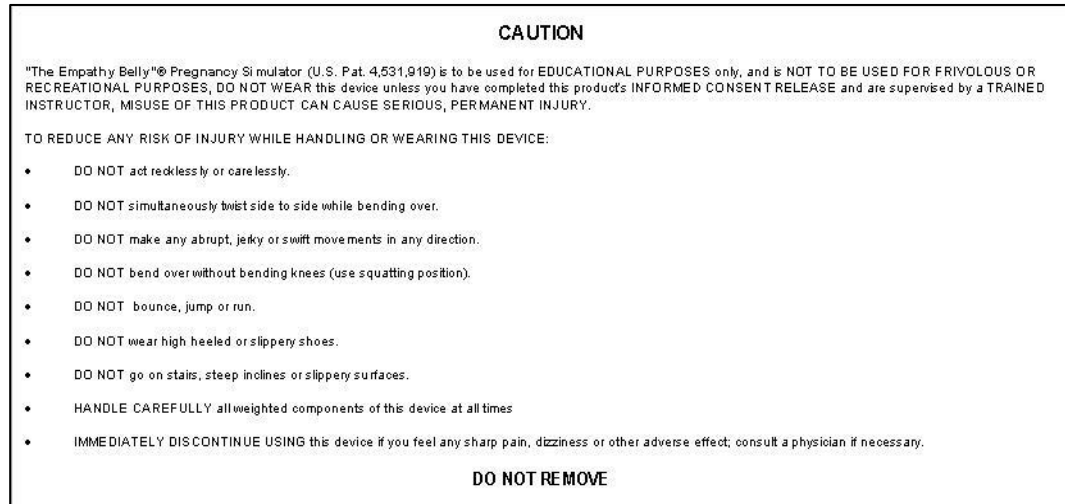 CAUTION
"The Empathy Belly"® Pregnancy Simulator (U.S. Pat. 4,531,919) is to be used for EDUCATIONAL PURPOSES only, and is NOT TO BE USED FOR FRIVOLOUS OR
RECREATIONAL PURPOSES, DO NOT WEAR this device unless you have completed this product's INFORMED CONSENT RELEASE and are supervised by a TRAINED
INSTRUCTOR, MISUSE OF THIS PRODUCT CAN CAUSE SERIOUS, PERMANENT INJURY.
TO REDUCE ANY RISK OF INJURY WHILE HANDLING OR WEARING THIS DEVICE:
• DO NOT act recklessly or carelessly.
• DO NOT simultaneously twist side to side while bending over.
• DO NOT make any abrupt, jerky or swift movements in any direction.
• DO NOT bend over without bending knees (use squatting position).
• DO NOT bounce, jump or run.
• DO NOT wear high heeled or slippery shoes.
• DO NOT go on stairs, steep inclines or slippery surfaces.
• HANDLE CAREFULLY all weighted components of this device at all times
• IMMEDIATELY DISCONTINUE USING this device if you feel any sharp pain, dizziness or other adverse effect; consult a physician if necessary.
DO NOT REMOVE